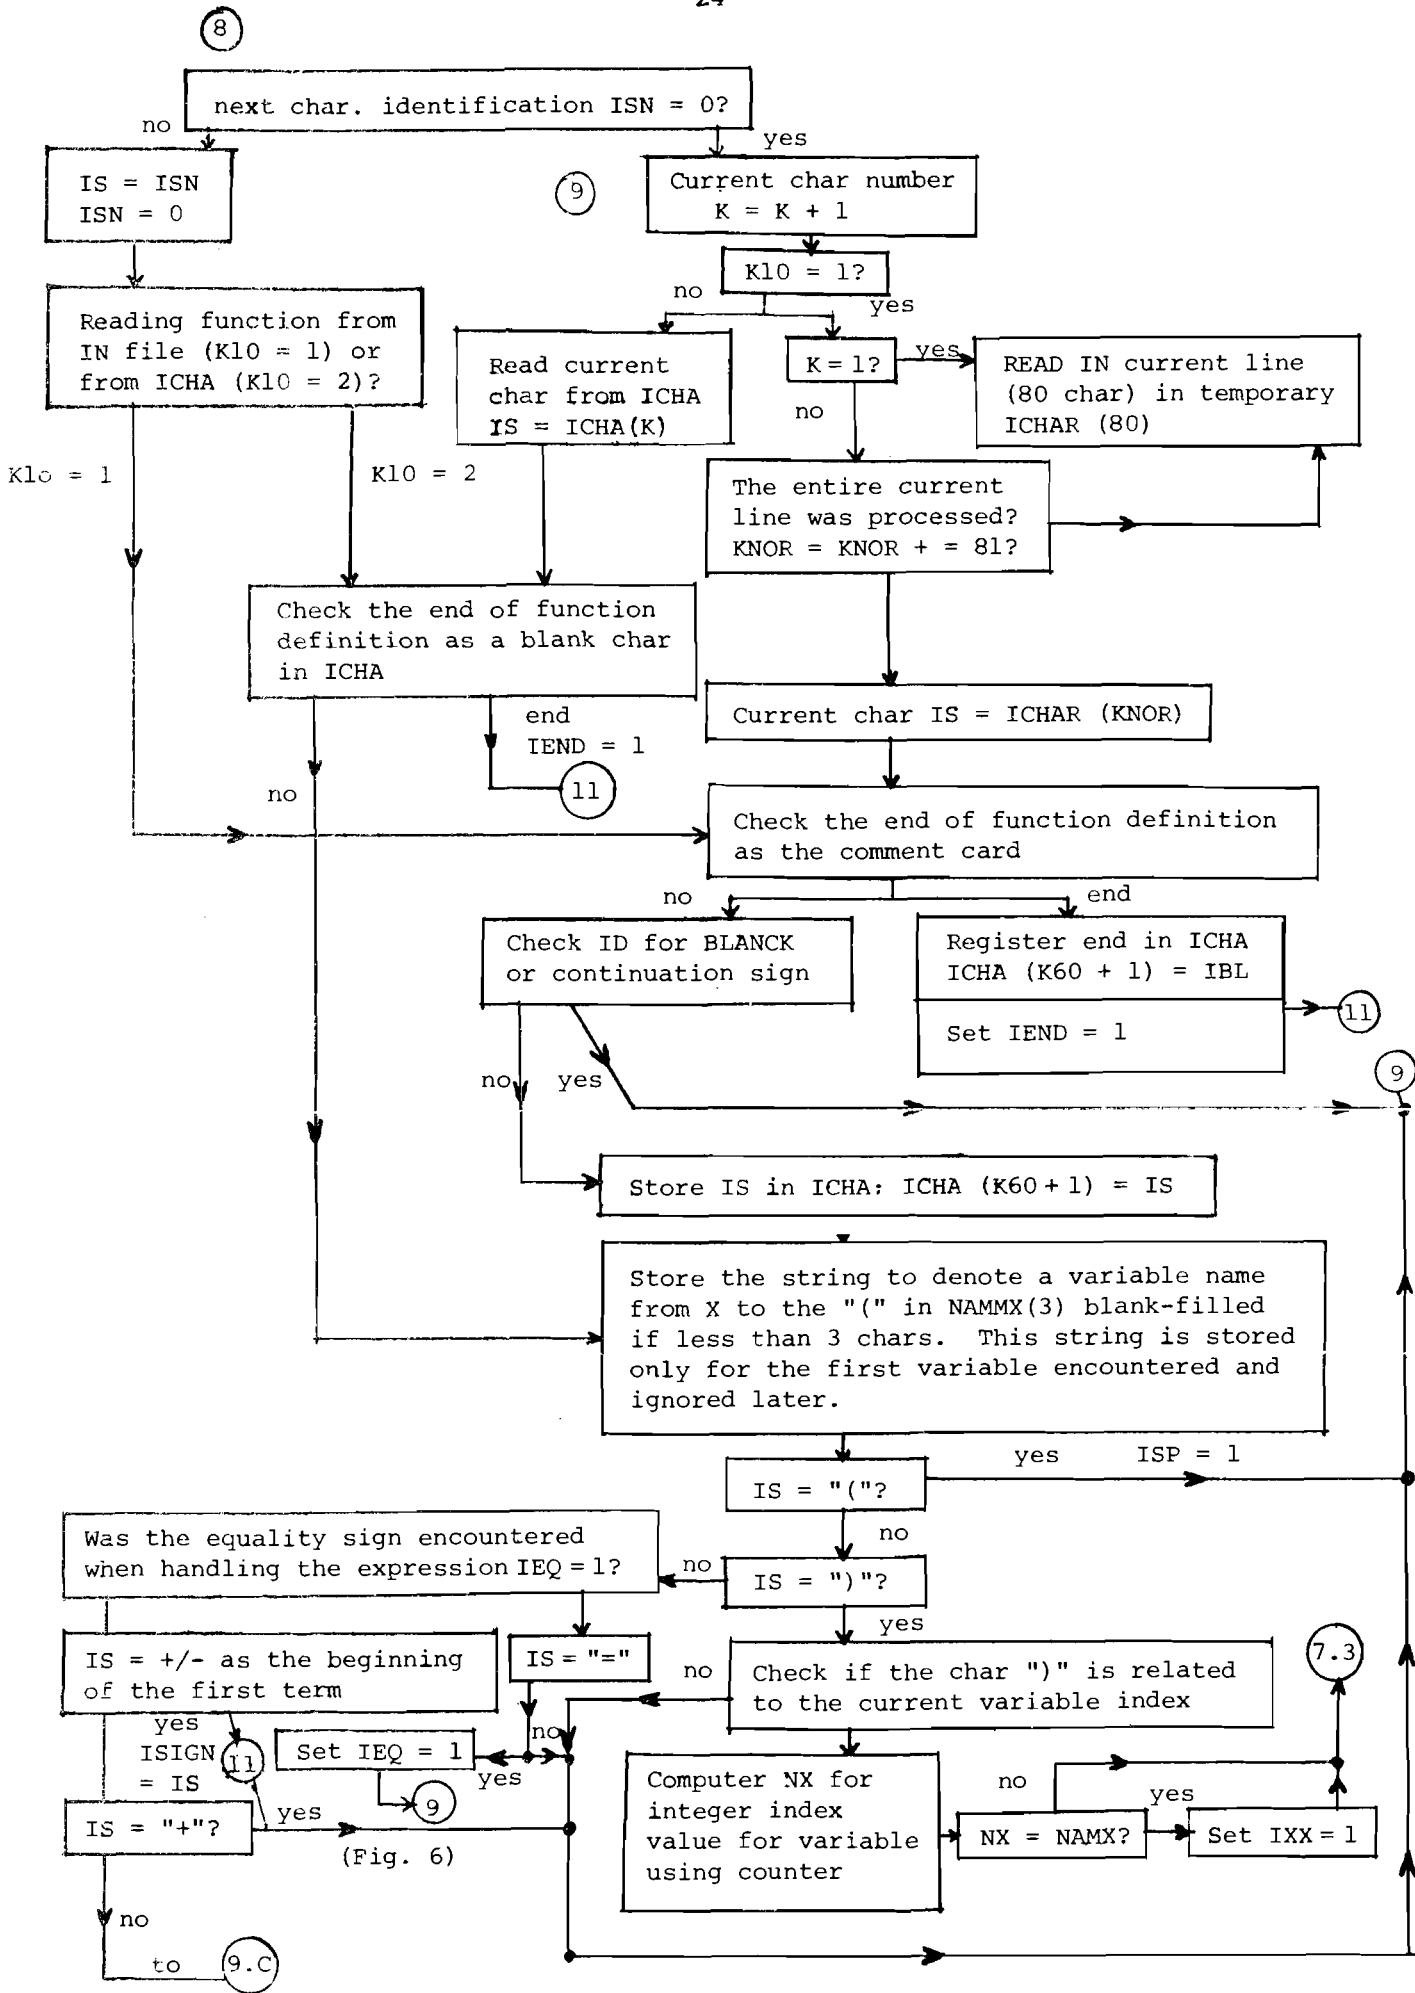 24
8
next char. identification ISN = 0?
no
yes
IS = ISN
ISN = 0
9
Current char number
K = K + 1
K10 = 1?
no
yes
Reading function from
IN file (K10 = 1) or
from ICHA (K10 = 2)?
Read current
char from ICHA
IS = ICHA(K)
K = 1?
yes
no
READ IN current line
(80 char) in temporary
ICHAR (80)
K10 = 1
K10 = 2
The entire current
line was processed?
KNOR = KNOR + = 81?
Check the end of function
definition as a blank char
in ICHA
end
IEND = 1
11
no
Current char IS = ICHAR (KNOR)
Check the end of function definition
as the comment card
no
end
Check ID for BLANCK
or continuation sign
Register end in ICHA
ICHA (K60 + 1) = IBL
Set IEND = 1
11
9
no
yes
Store IS in ICHA: ICHA (K60 + 1) = IS
Store the string to denote a variable name
from X to the "(" in NAMMX(3) blank-filled
if less than 3 chars. This string is stored
only for the first variable encountered and
ignored later.
IS = "("?
yes ISP = 1
no
Was the equality sign encountered
when handling the expression IEQ = 1?
no
IS = ")"?
yes
IS = +/- as the beginning
of the first term
IS = "="
no
Check if the char ")" is related
to the current variable index
7.3
yes
ISIGN
= IS
11
Set IEQ = 1
yes
no
9
Computer NX for
integer index
value for variable
using counter
no
NX = NAMX?
yes
Set IXX = 1
IS = "+"?
yes
(Fig. 6)
no
to
9.C